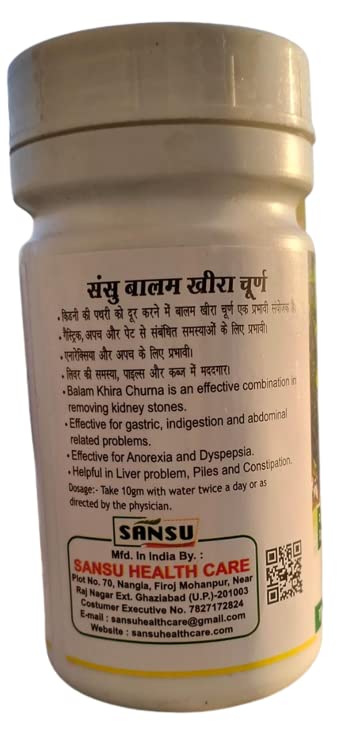 संसु बालम खीरा चूर्ण
• किडनी की पथरी को दूर करने में बालम खीरा चूर्ण एक प्रभावी संयोजक है।
• गैस्ट्रिक, अपच और पेट से संबंधित समस्याओं के लिए प्रभावी।
• एनारेक्सिया और अपच के लिए प्रभावी।
• लिवर की समस्या, पाइल्स और कब्ज में मददगार।
• Balam Khira Churna is an effective combination in
removing kidney stones.
• Effective for gastric, indigestion and abdominal
related problems.
• Effective for Anorexia and Dyspepsia.
• Helpful in Liver problem, Piles and Constipation.
Dosage:- Take 10gm with water twice a day or as
directed by the physician.
SANSU
Mfd. In India By. :
SANSU HEALTH CARE
Plot No. 70, Nangla, Firoj Mohanpur, Near
Raj Nagar Ext. Ghaziabad (U.P.)-201003
Costumer Executive No. 7827172824
E-mail : sansuhealthcare@gmail.com
Website : sansuhealthcare.com